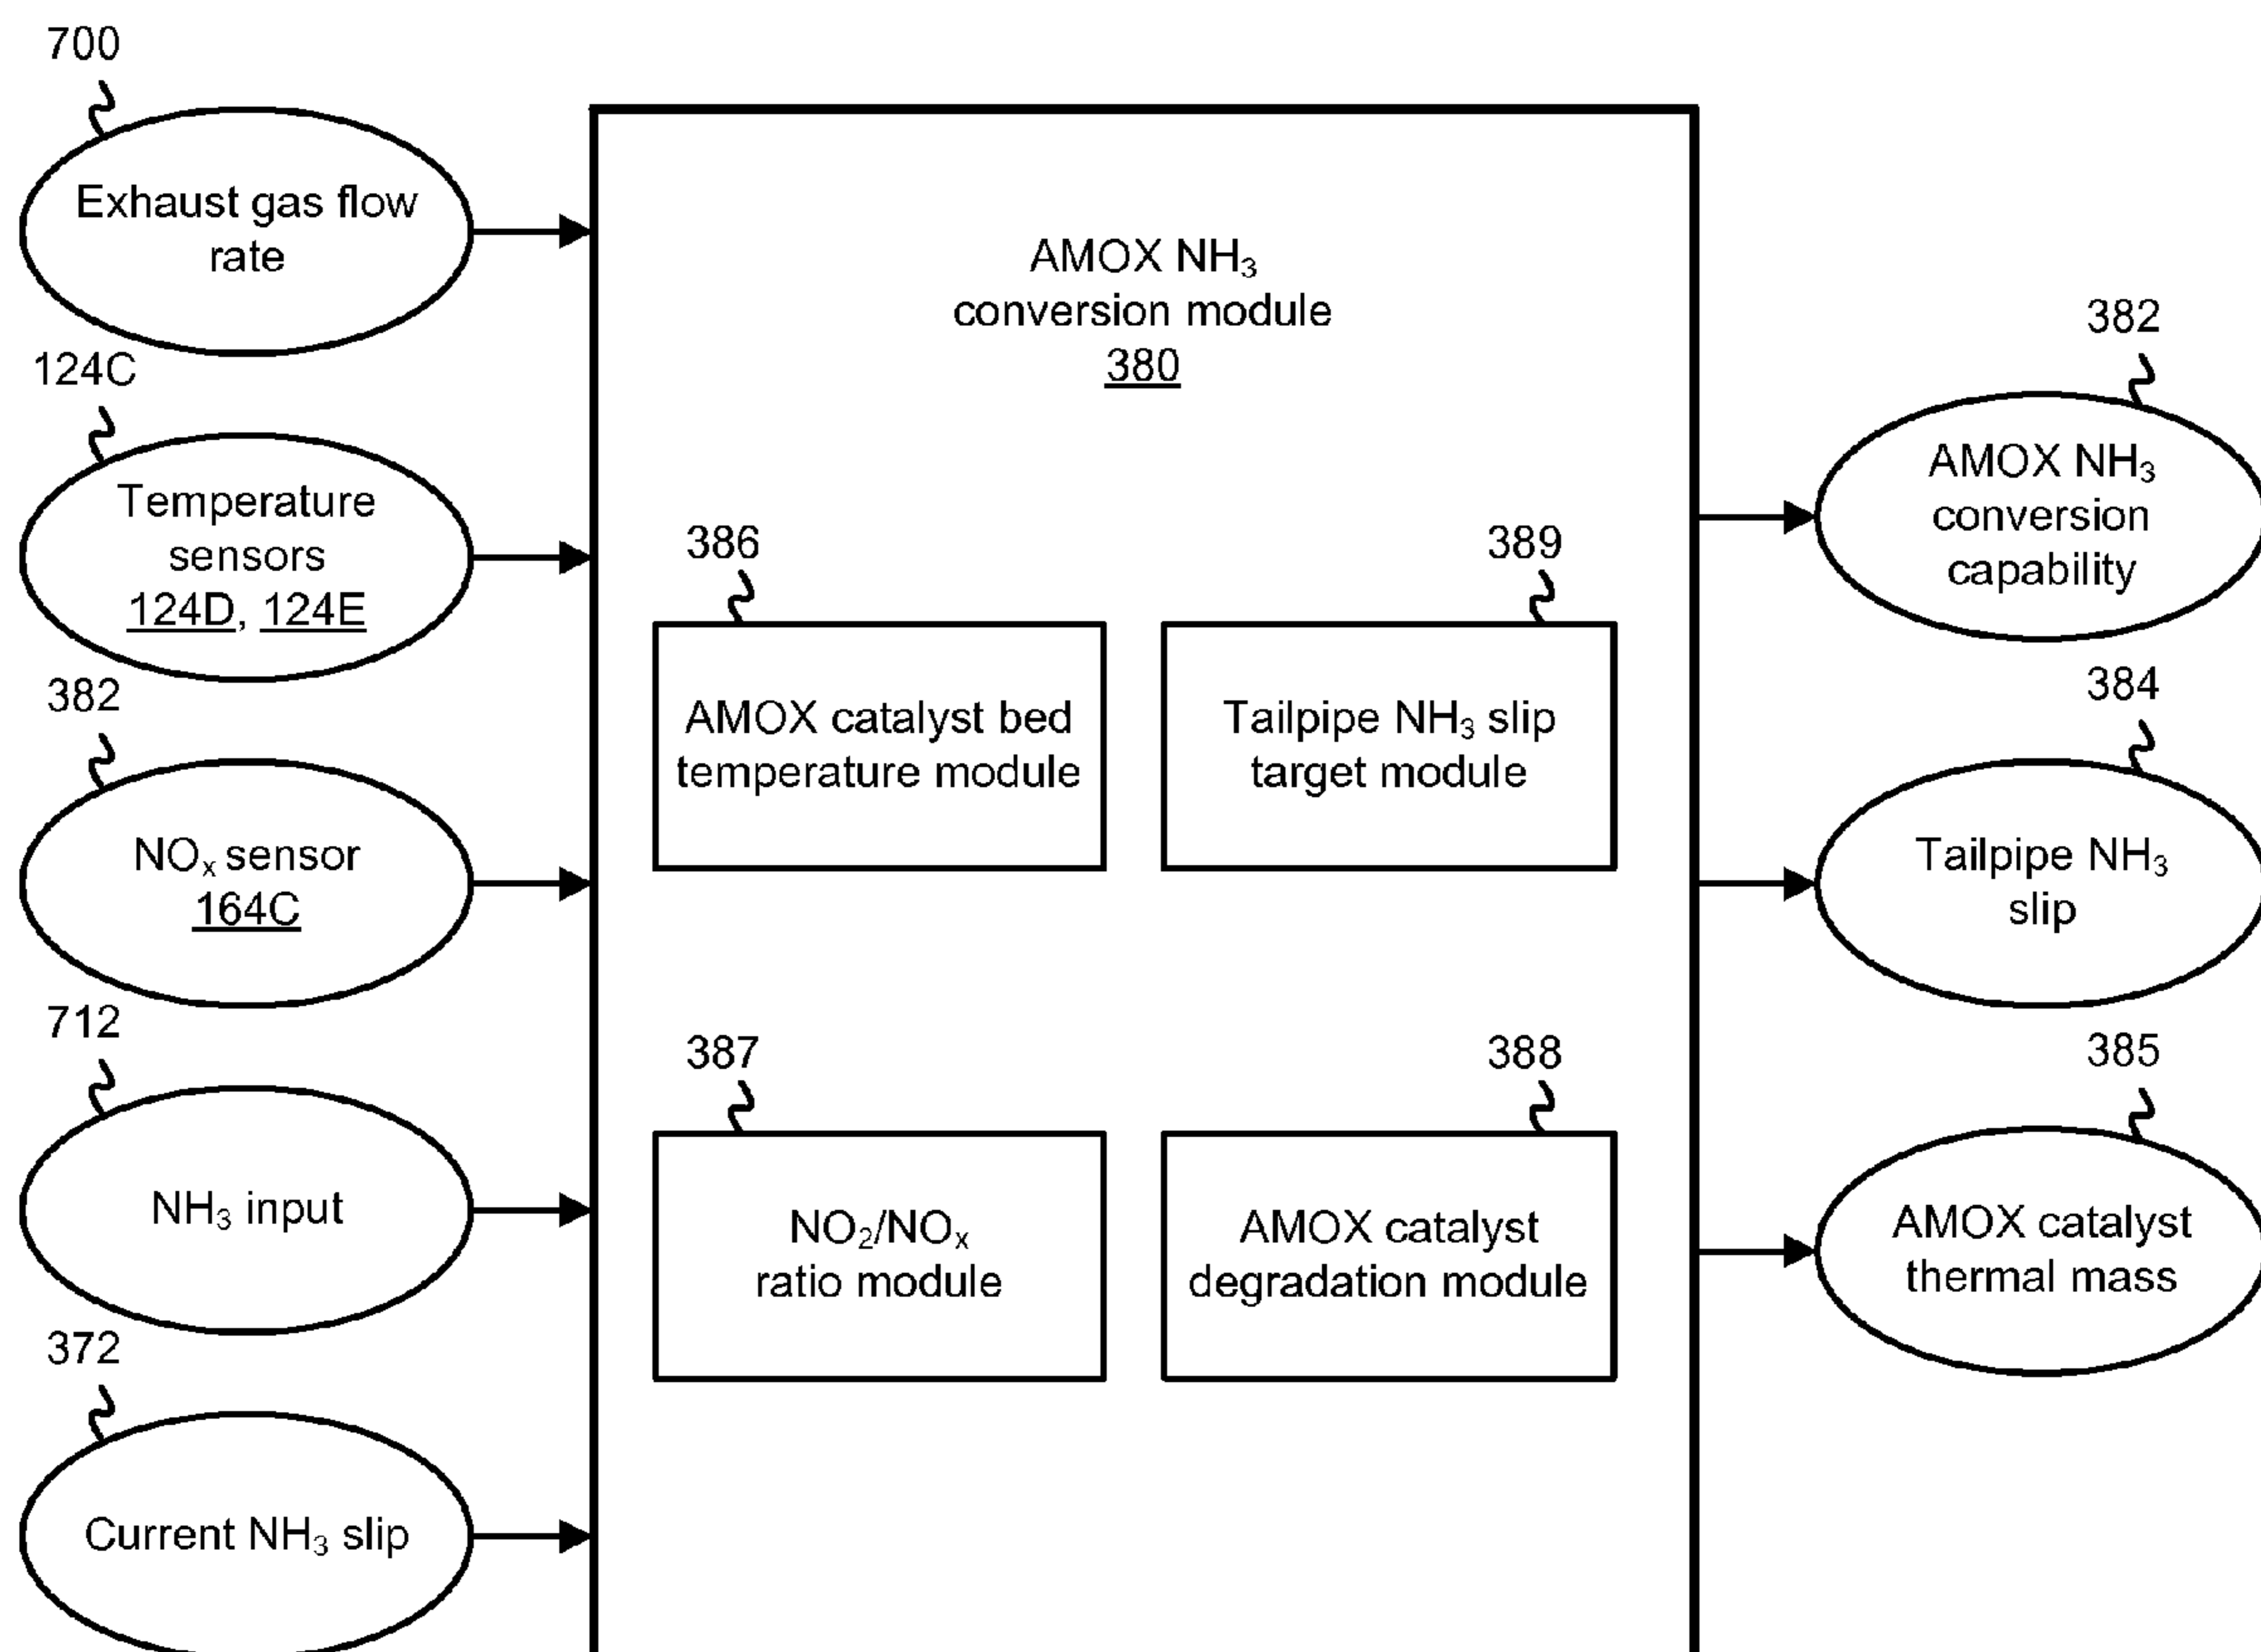 700
Exhaust gas flow
rate
124C
Temperature
sensors
124D, 124E
382
NOₓ sensor
164C
712
NH₃ input
372
Current NH₃ slip
AMOX NH₃
conversion module
380
386
AMOX catalyst bed
temperature module
389
Tailpipe NH₃ slip
target module
387
NO₂/NOₓ
ratio module
388
AMOX catalyst
degradation module
382
AMOX NH₃
conversion
capability
384
Tailpipe NH₃
slip
385
AMOX catalyst
thermal mass